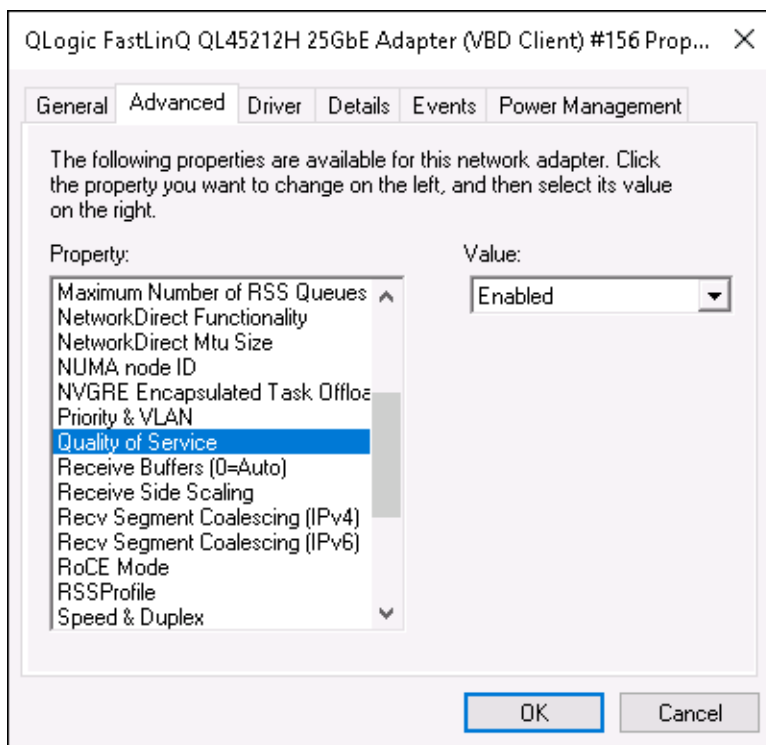 QLogic FastLinQ QL45212H 25GbE Adapter (VBD Client) #156 Prop...
General Advanced Driver Details Events Power Management
The following properties are available for this network adapter. Click
the property you want to change on the left, and then select its value
on the right.
Property:
Value:
Maximum Number of RSS Queues
NetworkDirect Functionality
NetworkDirect Mtu Size
NUMA node ID
NVGRE Encapsulated Task Offloa
Priority & VLAN
Quality of Service
Receive Buffers (0=Auto)
Receive Side Scaling
Recv Segment Coalescing (IPv4)
Recv Segment Coalescing (IPv6)
RoCE Mode
RSSProfile
Speed & Duplex
Enabled
OK Cancel